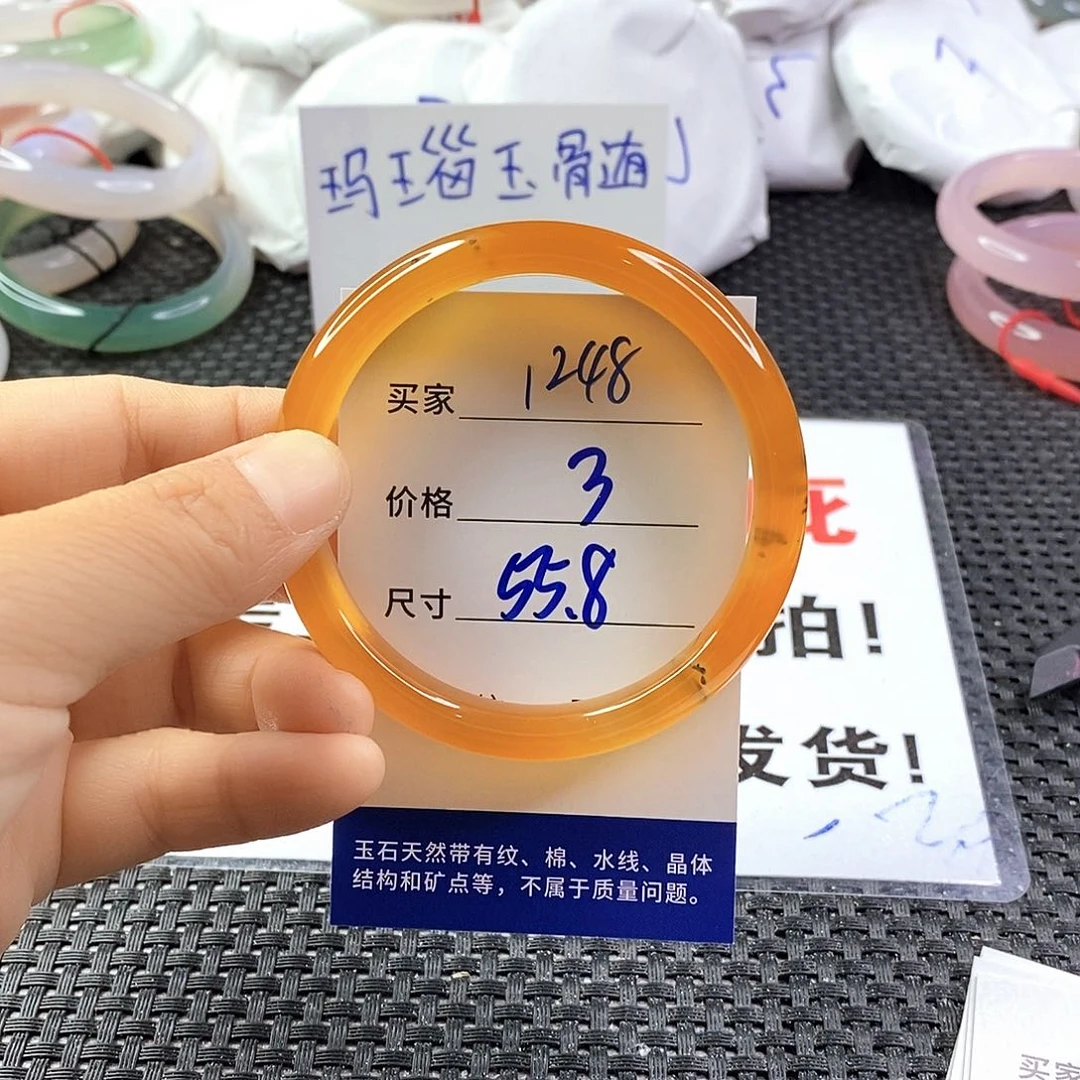 玛瑙玉骨髓
买家 1248
价格 3
尺寸 55.8
玉石天然带有纹、棉、水线、晶体
结构和矿点等，不属于质量问题。
拍！
发货！
买家